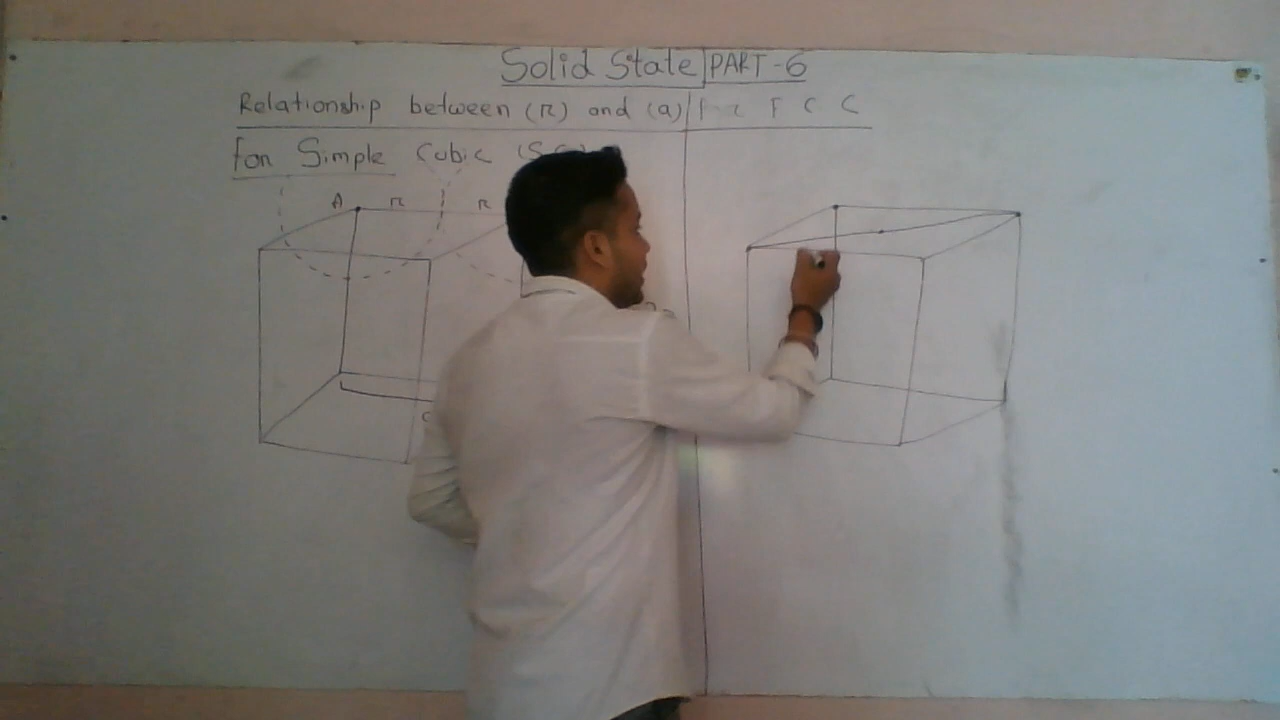 Solid State PART-6
Relationship between (r) and (a) for F C C
for Simple Cubic (S.C)
A r r
a